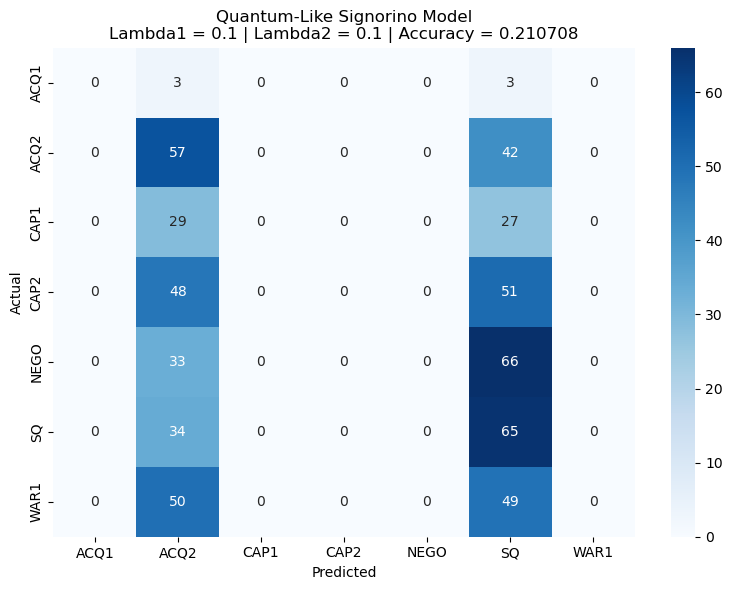 Quantum-Like Signorino Model
Lambda1 = 0.1 | Lambda2 = 0.1 | Accuracy = 0.210708
ACQ1 0 3 0 0 0 3 0
ACQ2 0 57 0 0 0 42 0
CAP1 0 29 0 0 0 27 0
CAP2 0 48 0 0 0 51 0
NEGO 0 33 0 0 0 66 0
SQ 0 34 0 0 0 65 0
WAR1 0 50 0 0 0 49 0
ACQ1 ACQ2 CAP1 CAP2 NEGO SQ WAR1
Actual
Predicted
60
50
40
30
20
10
0